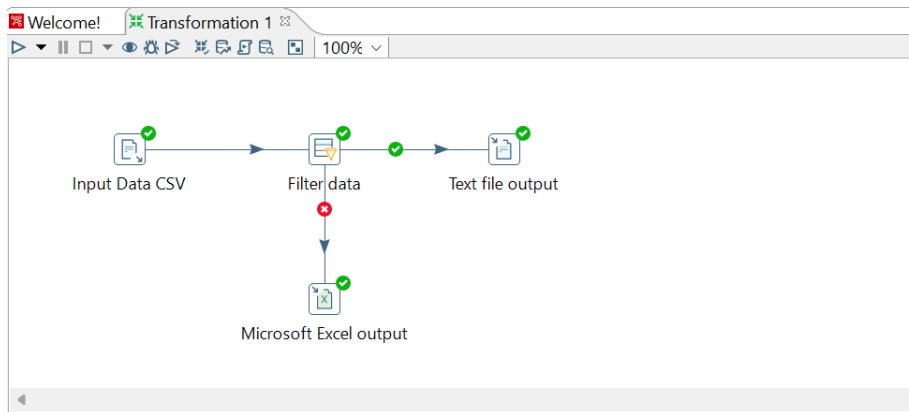 Welcome!
Transformation 1
100%
Input Data CSV
Filter data
Text file output
Microsoft Excel output